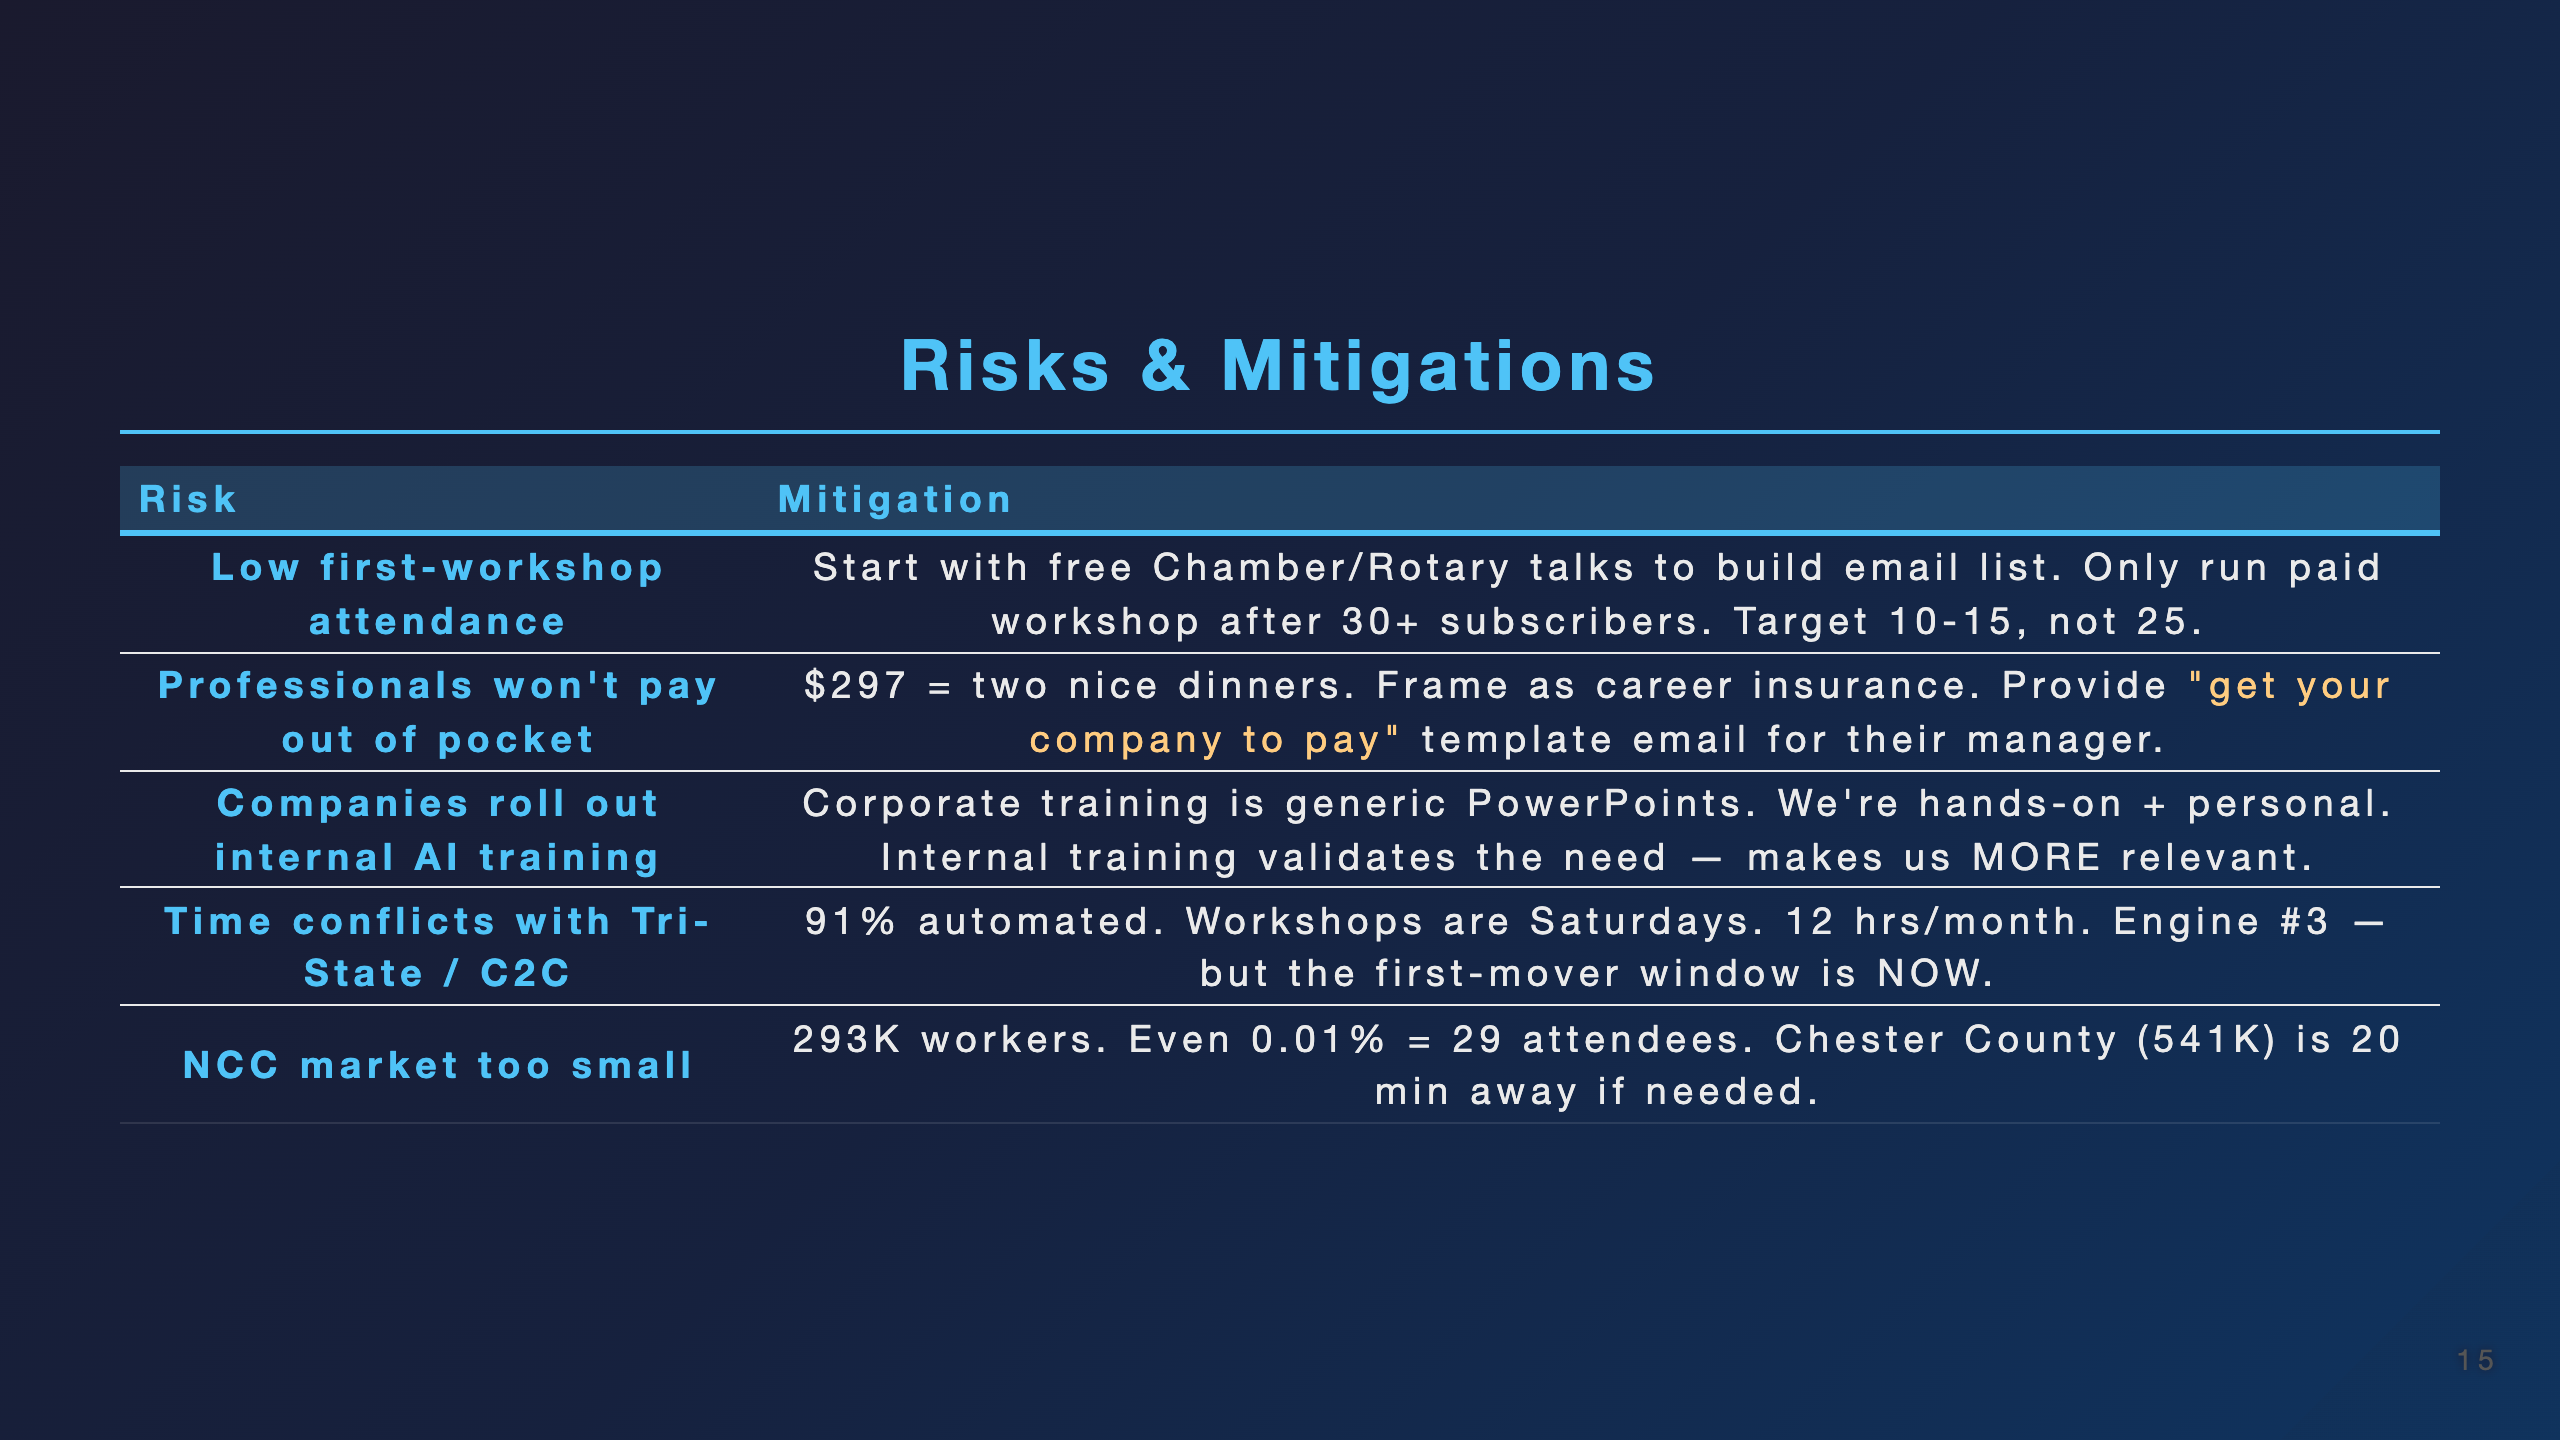 Risks & Mitigations
Risk Mitigation
Low first-workshop attendance
Start with free Chamber/Rotary talks to build email list. Only run paid
workshop after 30+ subscribers. Target 10-15, not 25.
Professionals won't pay
out of pocket
$297 = two nice dinners. Frame as career insurance. Provide "get your
company to pay" template email for their manager.
Companies roll out
internal AI training
Corporate training is generic PowerPoints. We're hands-on + personal.
Internal training validates the need — makes us MORE relevant.
Time conflicts with Tri-
State / C2C
91% automated. Workshops are Saturdays. 12 hrs/month. Engine #3 —
but the first-mover window is NOW.
NCC market too small
293K workers. Even 0.01% = 29 attendees. Chester County (541K) is 20
min away if needed.
15